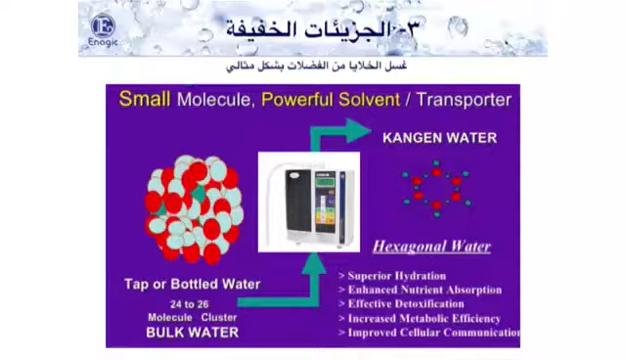 Enagic
٣- الجزيئات الخفيفة
غسل الخلايا من الفضلات بشكل مثالي
Small Molecule, Powerful Solvent / Transporter
KANGEN WATER
Hexagonal Water
Tap or Bottled Water
24 to 26
Molecule Cluster
BULK WATER
> Superior Hydration
> Enhanced Nutrient Absorption
> Effective Detoxification
> Increased Metabolic Efficiency
> Improved Cellular Communication